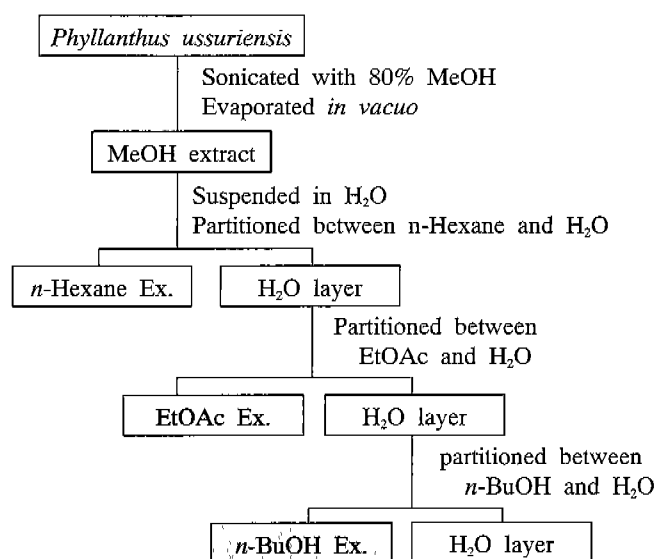 Phyllanthus ussuriensis
Sonicated with 80% MeOH
Evaporated in vacuo
MeOH extract
Suspended in H₂O
Partitioned between n-Hexane and H₂O
n-Hexane Ex.
H₂O layer
Partitioned between
EtOAc and H₂O
EtOAc Ex.
H₂O layer
partitioned between
n-BuOH and H₂O
n-BuOH Ex.
H₂O layer